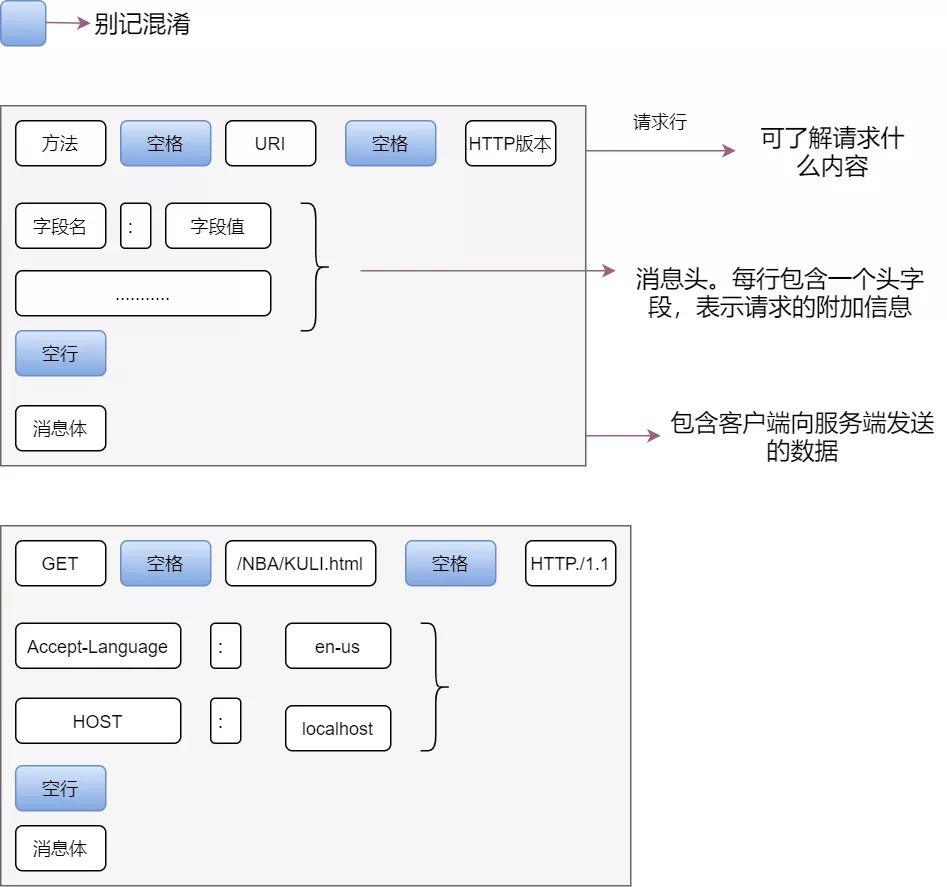 别记混淆
方法 空格 URI 空格 HTTP版本
请求行
可了解请求什
么内容
字段名 : 字段值
...........
消息头。每行包含一个头字
段，表示请求的附加信息
空行
消息体
包含客户端向服务端发送
的数据
GET 空格 /NBA/KULI.html 空格 HTTP./1.1
Accept-Language : en-us
HOST : localhost
空行
消息体